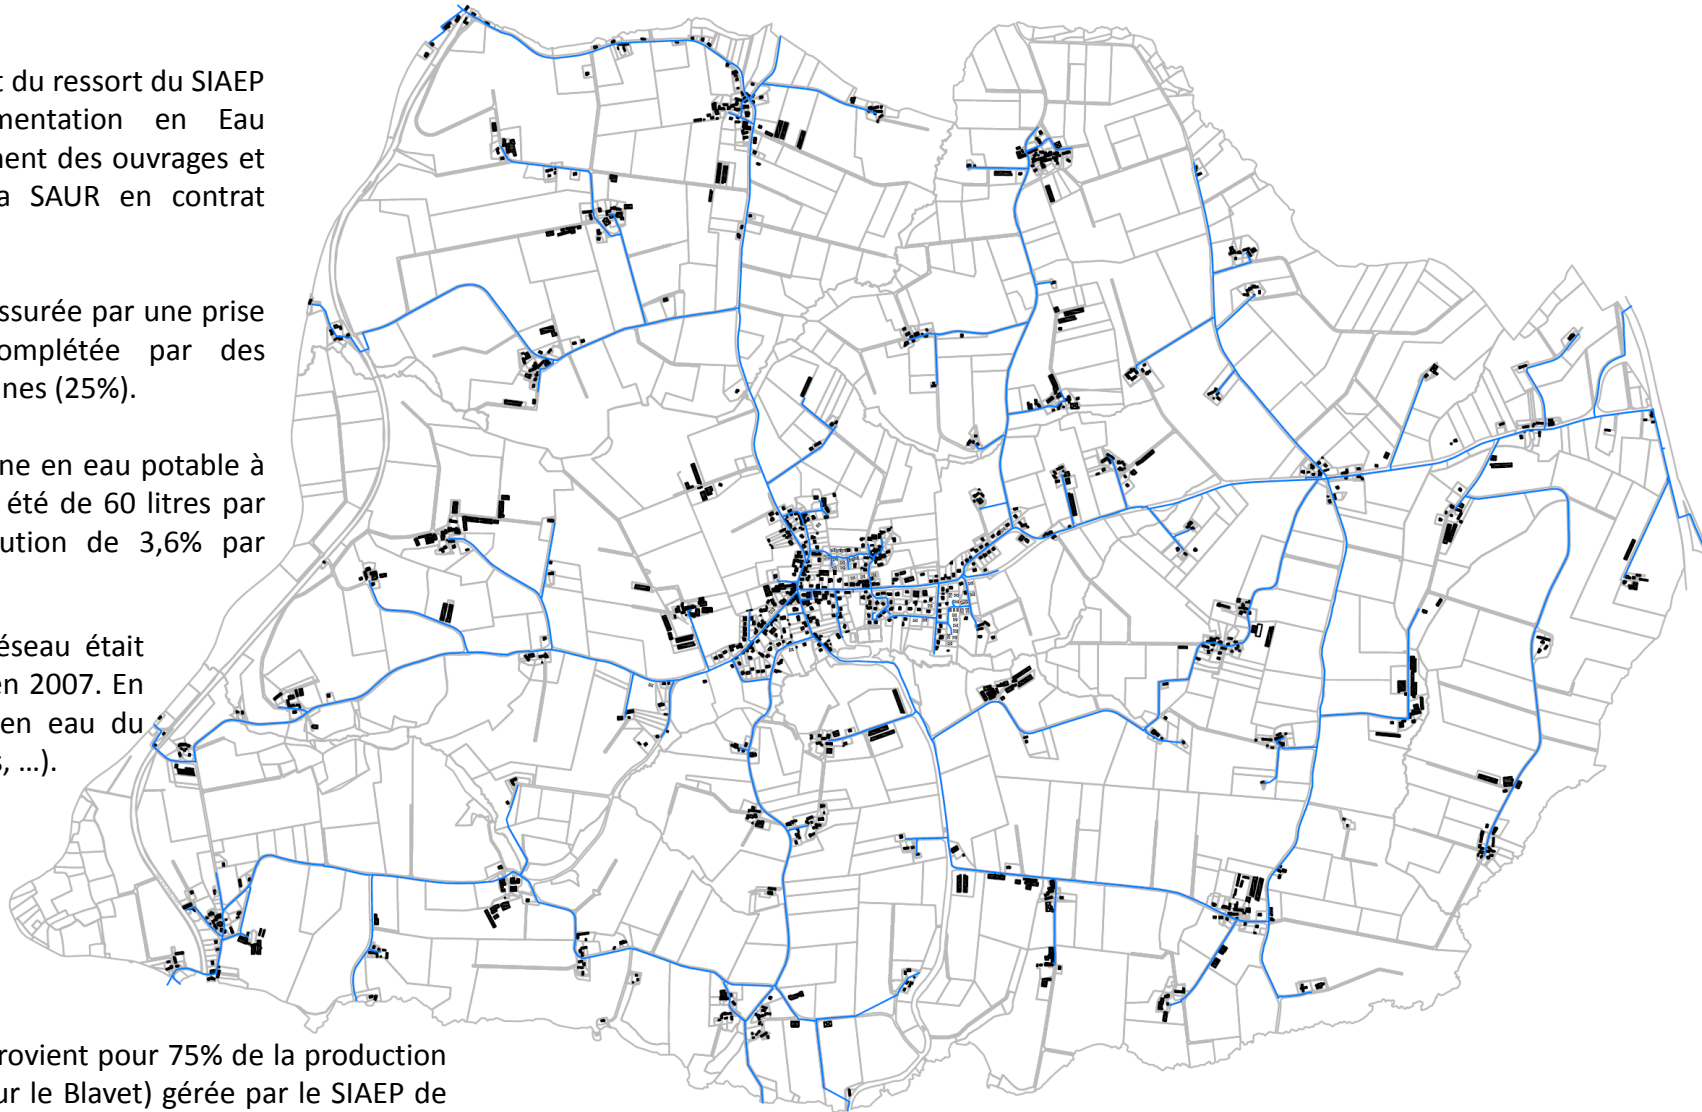 t du ressort du SIAEP
mentation en Eau
ment des ouvrages et
a SAUR en contrat
ssurée par une prise
omplétée par des
nnes (25%).
ne en eau potable à
été de 60 litres par
lution de 3,6% par
éseau était
en 2007. En
en eau du
s, …).
rovient pour 75% de la production
ur le Blavet) gérée par le SIAEP de